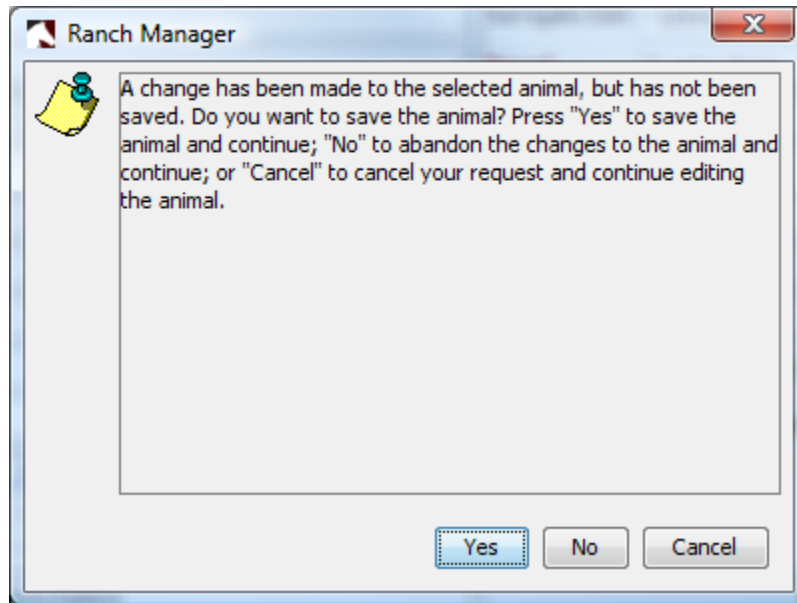 Ranch Manager
A change has been made to the selected animal, but has not been
saved. Do you want to save the animal? Press "Yes" to save the
animal and continue; "No" to abandon the changes to the animal and
continue; or "Cancel" to cancel your request and continue editing
the animal.
Yes No Cancel